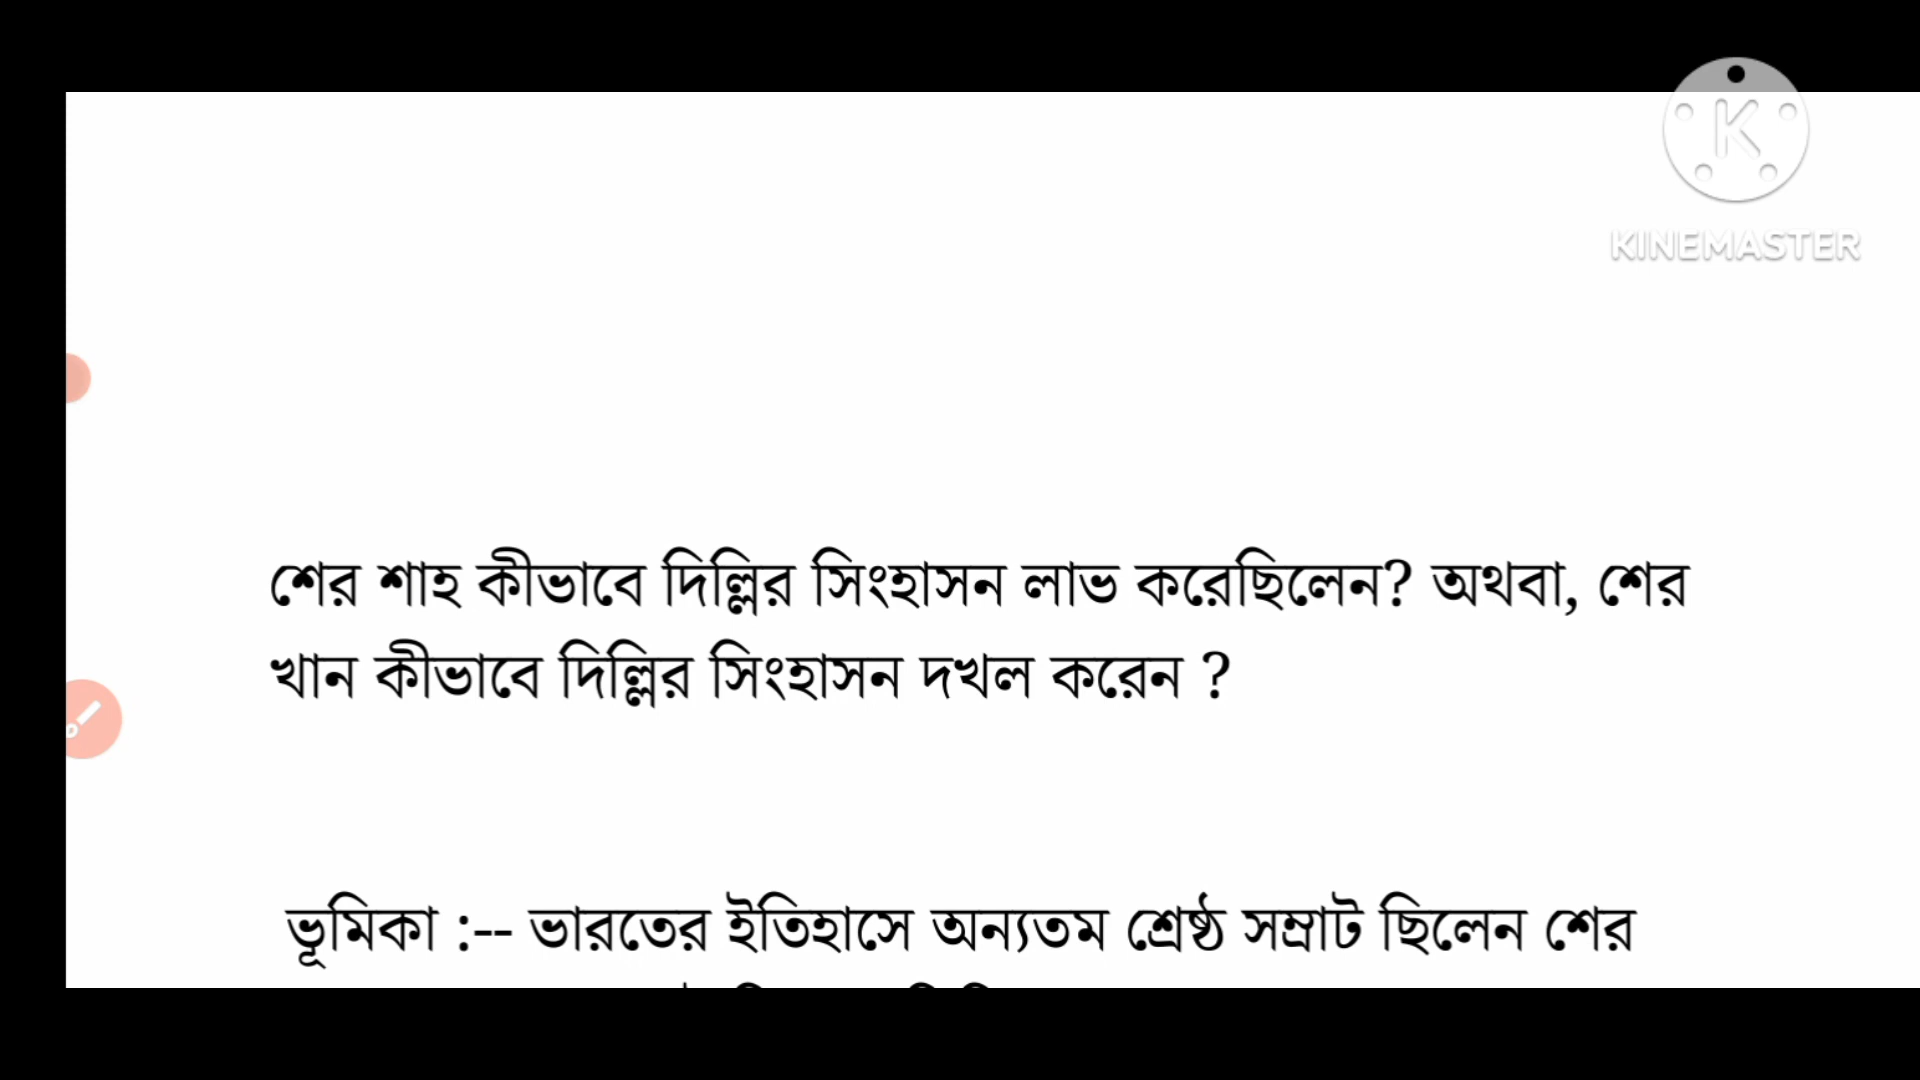 K
KINEMASTER
শের শাহ কীভাবে দিল্লির সিংহাসন লাভ করেছিলেন? অথবা, শের
খান কীভাবে দিল্লির সিংহাসন দখল করেন ?
ভূমিকা :-- ভারতের ইতিহাসে অন্যতম শ্রেষ্ঠ সম্রাট ছিলেন শের